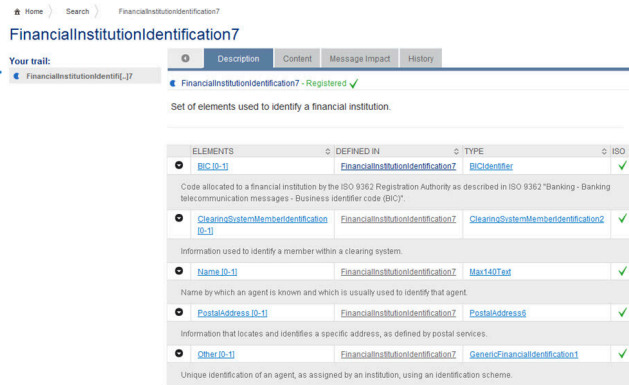 Home Search FinancialInstitutionIdentification7
FinancialInstitutionIdentification7
Your trail:
FinancialInstitutionIdentifi[..]7
Description Content Message Impact History
FinancialInstitutionIdentification7 - Registered
Set of elements used to identify a financial institution.
ELEMENTS DEFINED IN TYPE ISO
BIC [0-1] FinancialInstitutionIdentification7 BICIdentifier
Code allocated to a financial institution by the ISO 9362 Registration Authority as described in ISO 9362 "Banking - Banking
telecommunication messages - Business identifier code (BIC)".
ClearingSystemMemberIdentification FinancialInstitutionIdentification7 ClearingSystemMemberIdentification2
[0-1]
Information used to identify a member within a clearing system.
Name [0-1] FinancialInstitutionIdentification7 Max140Text
Name by which an agent is known and which is usually used to identify that agent.
PostalAddress [0-1] FinancialInstitutionIdentification7 PostalAddress6
Information that locates and identifies a specific address, as defined by postal services.
Other [0-1] FinancialInstitutionIdentification7 GenericFinancialIdentification1
Unique identification of an agent, as assigned by an institution, using an identification scheme.